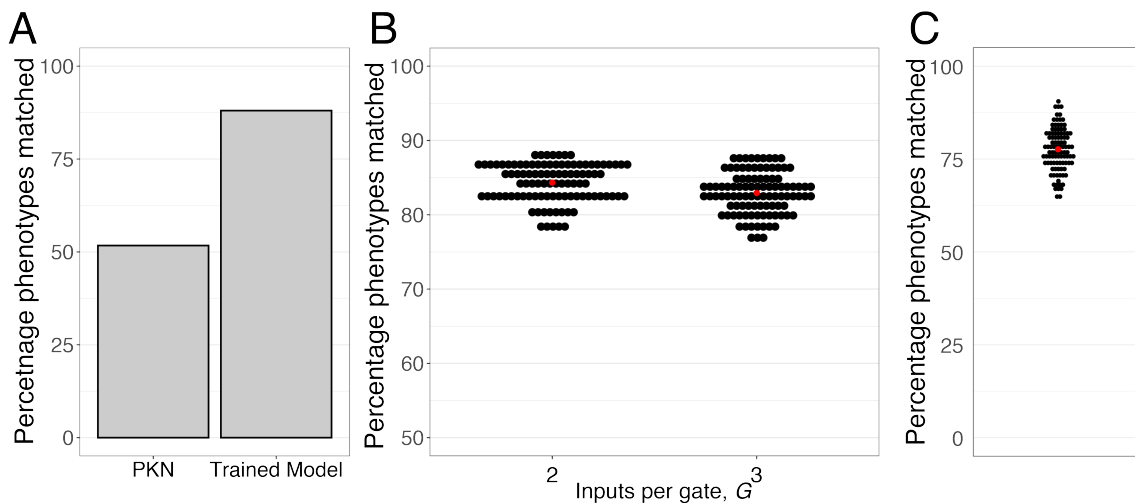 A
Percetnage phenotypes matched
100
75
50
25
0
PKN
Trained Model
B
Percentage phenotypes matched
100
90
80
70
60
50
2
3
Inputs per gate, G
C
Percentage phenotypes matched
100
75
50
25
0